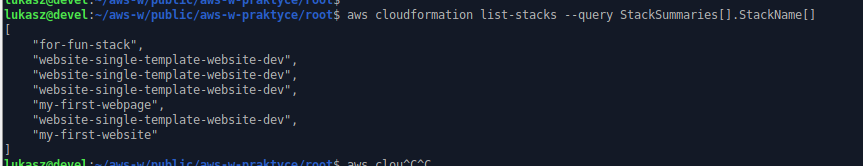 lukasz@devel:~/aws-w/public/aws-w-praktyce/root$
lukasz@devel:~/aws-w/public/aws-w-praktyce/root$ aws cloudformation list-stacks --query StackSummaries[].StackName[]
[
    "for-fun-stack",
    "website-single-template-website-dev",
    "website-single-template-website-dev",
    "website-single-template-website-dev",
    "my-first-webpage",
    "website-single-template-website-dev",
    "my-first-website"
]
lukasz@devel:~/aws-w/public/aws-w-praktyce/root$ aws clou^C^C